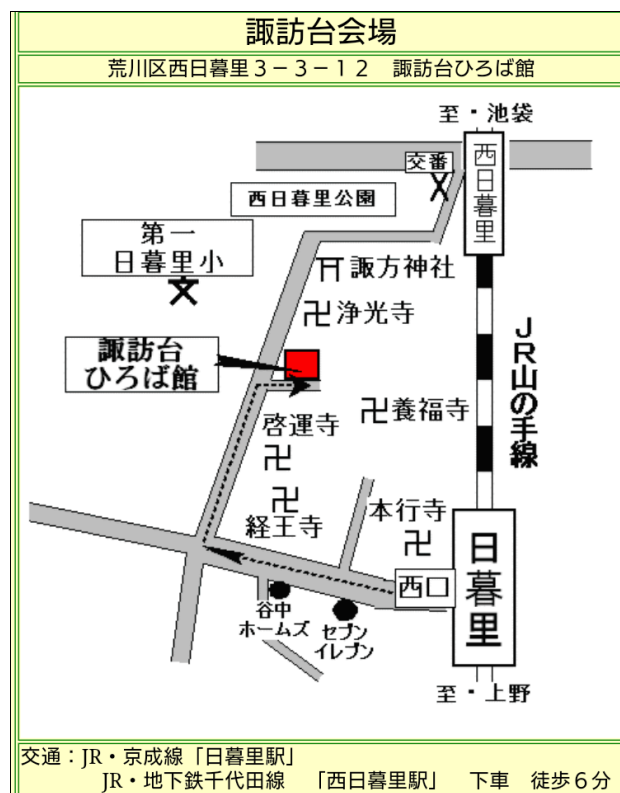 諏訪台会場
荒川区西日暮里３－３－１２　諏訪台ひろば館
至・池袋
交番
西日暮里
西日暮里公園
第一
日暮里小
諏方神社
浄光寺
諏訪台
ひろば館
JR山の手線
養福寺
啓運寺
経王寺
本行寺
西口
日暮里
谷中
ホームズ
セブン
イレブン
至・上野
交通：JR・京成線「日暮里駅」
JR・地下鉄千代田線　「西日暮里駅」　下車　徒歩６分